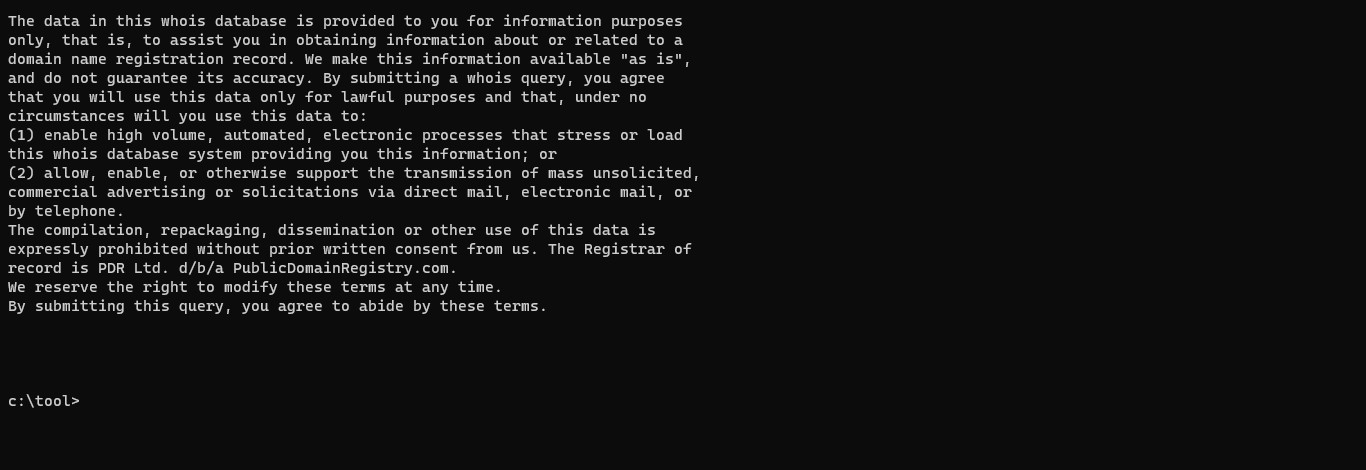 The data in this whois database is provided to you for information purposes
only, that is, to assist you in obtaining information about or related to a
domain name registration record. We make this information available "as is",
and do not guarantee its accuracy. By submitting a whois query, you agree
that you will use this data only for lawful purposes and that, under no
circumstances will you use this data to:
(1) enable high volume, automated, electronic processes that stress or load
this whois database system providing you this information; or
(2) allow, enable, or otherwise support the transmission of mass unsolicited,
commercial advertising or solicitations via direct mail, electronic mail, or
by telephone.
The compilation, repackaging, dissemination or other use of this data is
expressly prohibited without prior written consent from us. The Registrar of
record is PDR Ltd. d/b/a PublicDomainRegistry.com.
We reserve the right to modify these terms at any time.
By submitting this query, you agree to abide by these terms.
c:\tool>